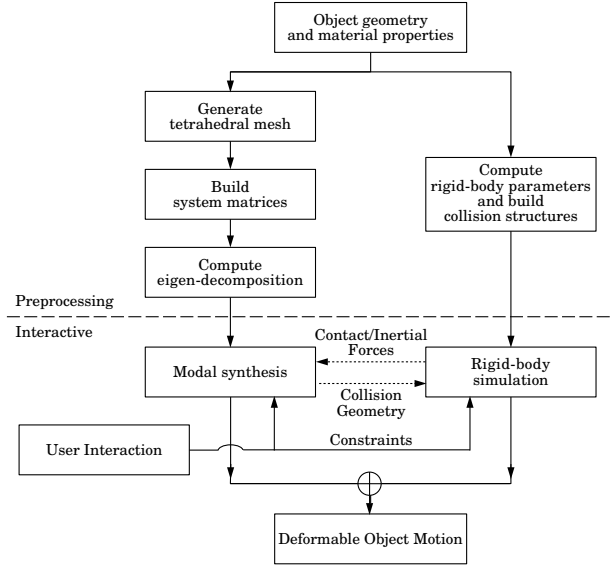 Object geometry
and material properties
Generate
tetrahedral mesh
Compute
rigid-body parameters
and build
collision structures
Build
system matrices
Compute
eigen-decomposition
Preprocessing
Interactive
Contact/Inertial
Forces
Modal synthesis
Rigid-body
simulation
Collision
Geometry
User Interaction
Constraints
Deformable Object Motion